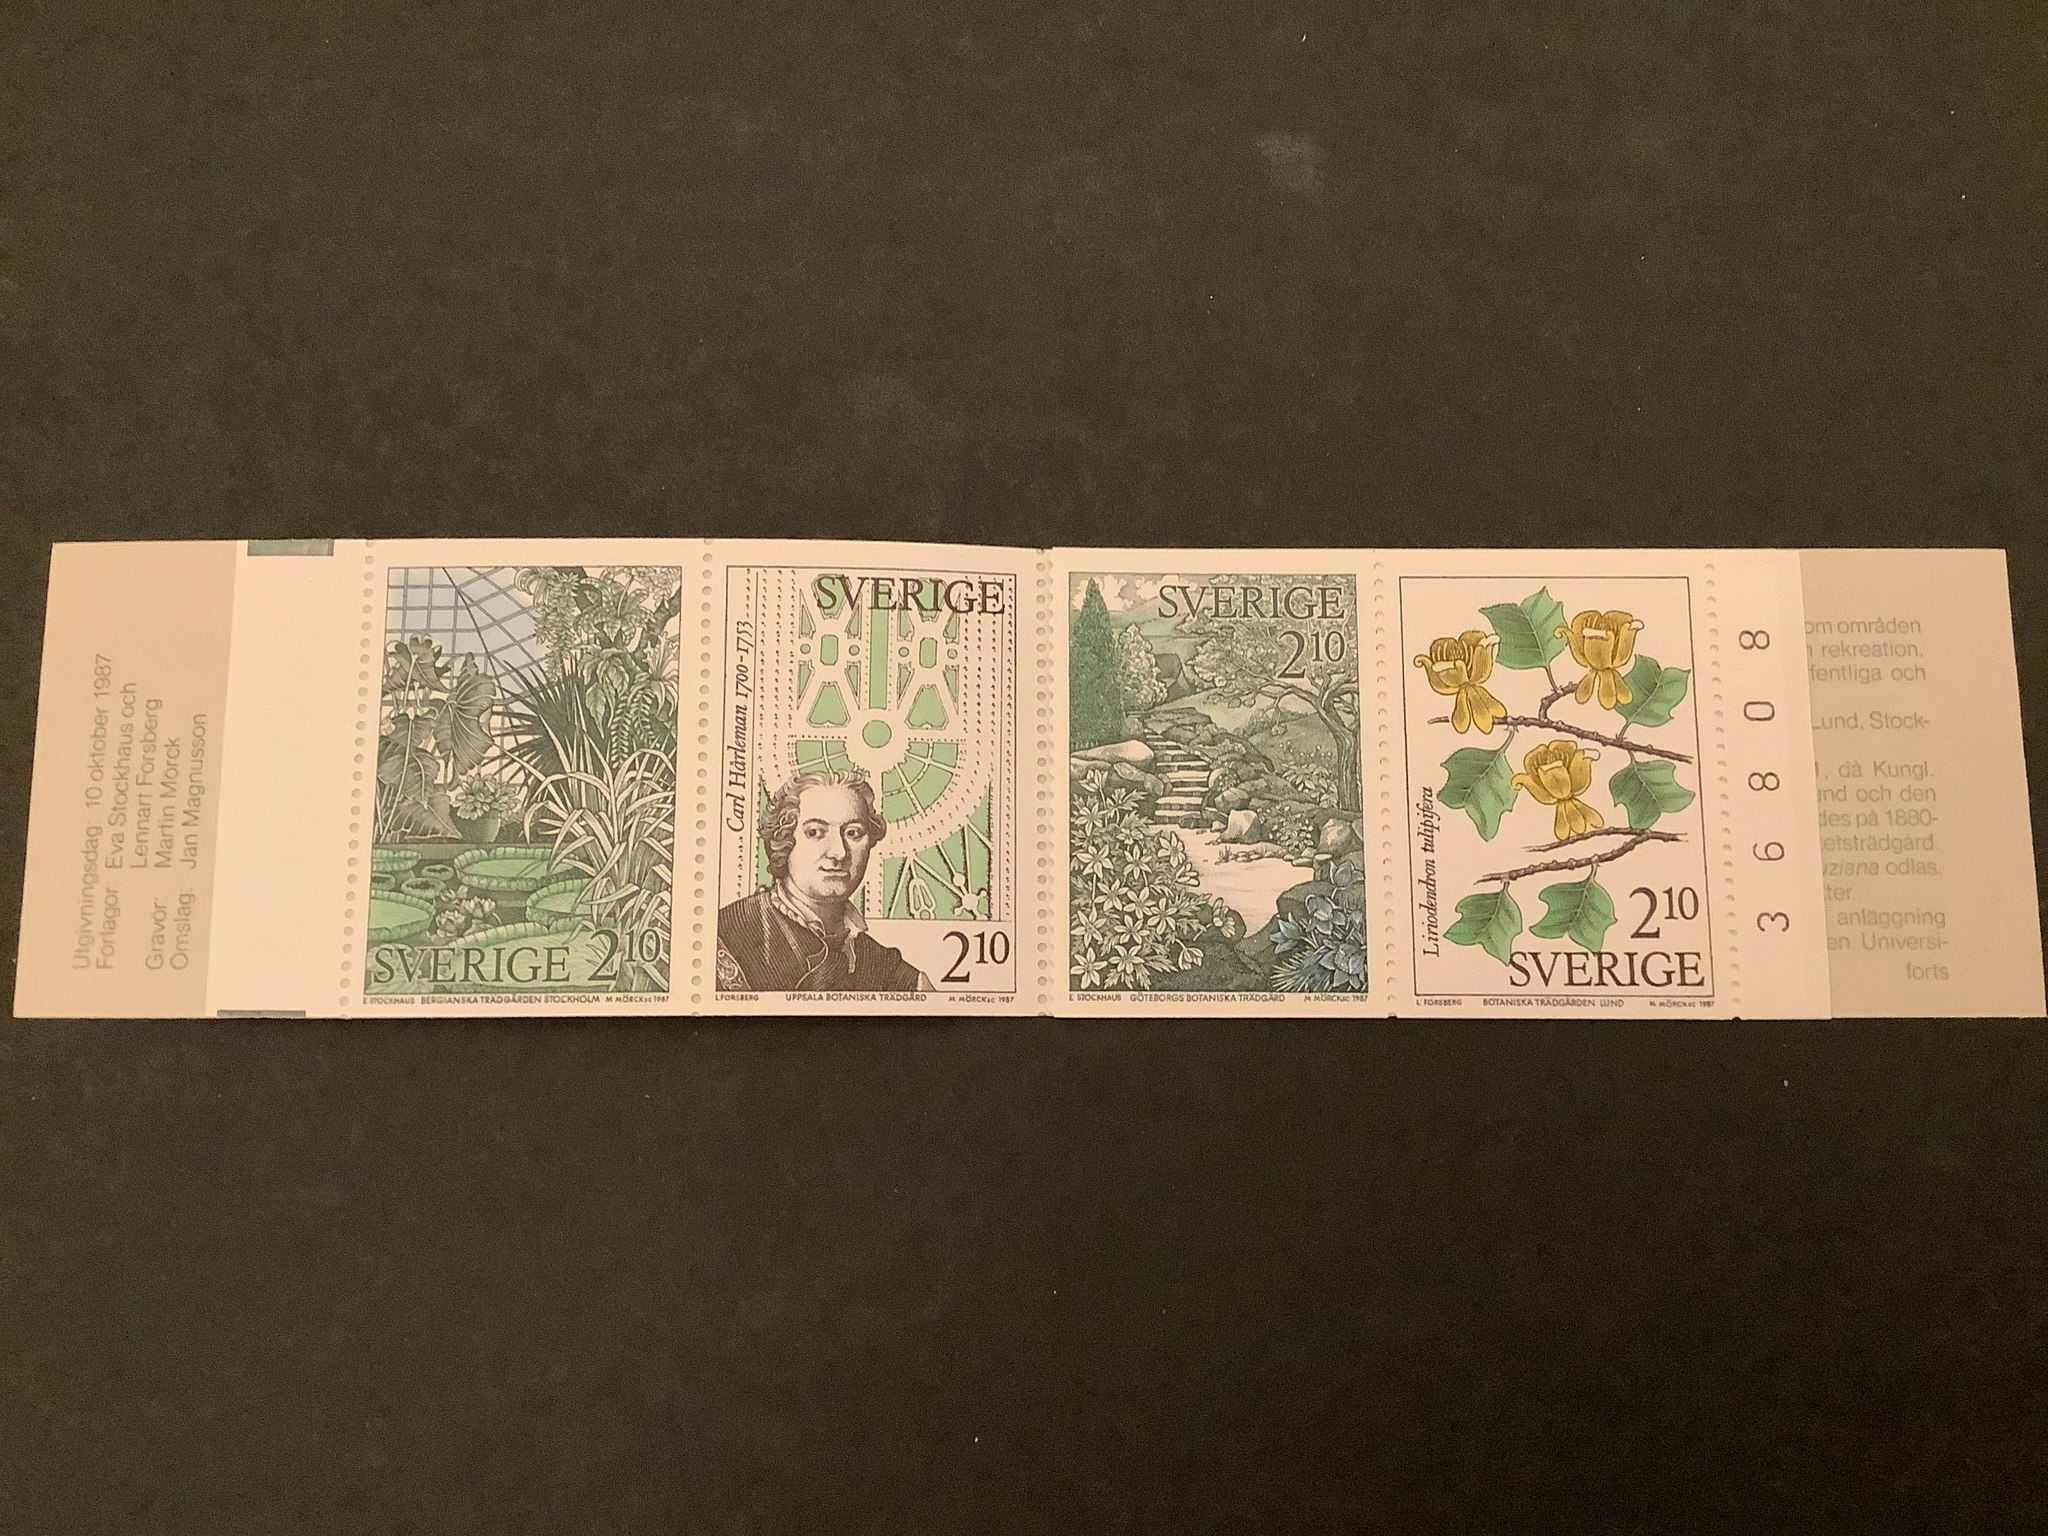 Utgivningsdag: 10 oktober 1987
Förlagor: Eva Stockhaus och
Lennart Forsberg
Gravör: Martin Mörck
Omslag: Jan Magnusson
SVERIGE 2 10
E STOCKHAUS BERGIANSKA TRÄDGÅRDEN STOCKHOLM M MÖRCK SC 1987
SVERIGE
Carl Hårleman 1700-1753
2 10
L FORSBERG UPPSALA BOTANISKA TRÄDGÅRD M MÖRCK SC 1987
SVERIGE
2 10
E STOCKHAUS GÖTEBORGS BOTANISKA TRÄDGÅRD M MÖRCK SC 1987
Liriodendron tulipifera
2 10
SVERIGE
L FORSBERG BOTANISKA TRÄDGÅRDEN LUND M MÖRCK SC 1987
36808
om områden
rekreation.
fentliga och
Lund, Stock-
, då Kungl.
und och den
des på 1880-
etsträdgård.
uziana odlas.
ter.
anläggning
en. Universi-
forts